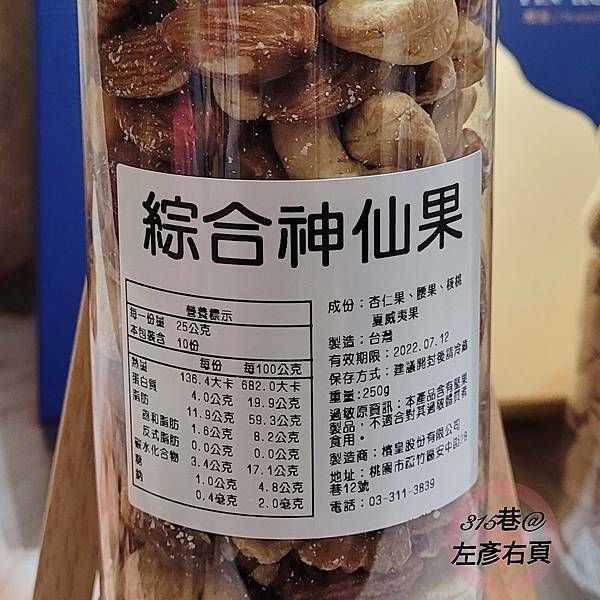 綜合神仙果
營養標示
每一份量 25公克
本包裝含 10份
每份 每100公克
熱量 136.4大卡 682.0大卡
蛋白質 4.0公克 19.9公克
脂肪 11.9公克 59.3公克
飽和脂肪 1.6公克 8.2公克
反式脂肪 0.0公克 0.0公克
碳水化合物 3.4公克 17.1公克
糖 1.0公克 4.8公克
鈉 0.4毫克 2.0毫克
成份：杏仁果、腰果、核桃
夏威夷果
製造：台灣
有效期限：2022.07.12
保存方式：建議開封後請冷藏
重量:250g
過敏原資訊：本產品含有堅果
製品，不適合對其過敏體質者
食用。
製造商：檳皇股份有限公司
地址：桃園市蘆竹區安中街28
巷12號
電話：03-311-3839
315巷@
左彥右頁